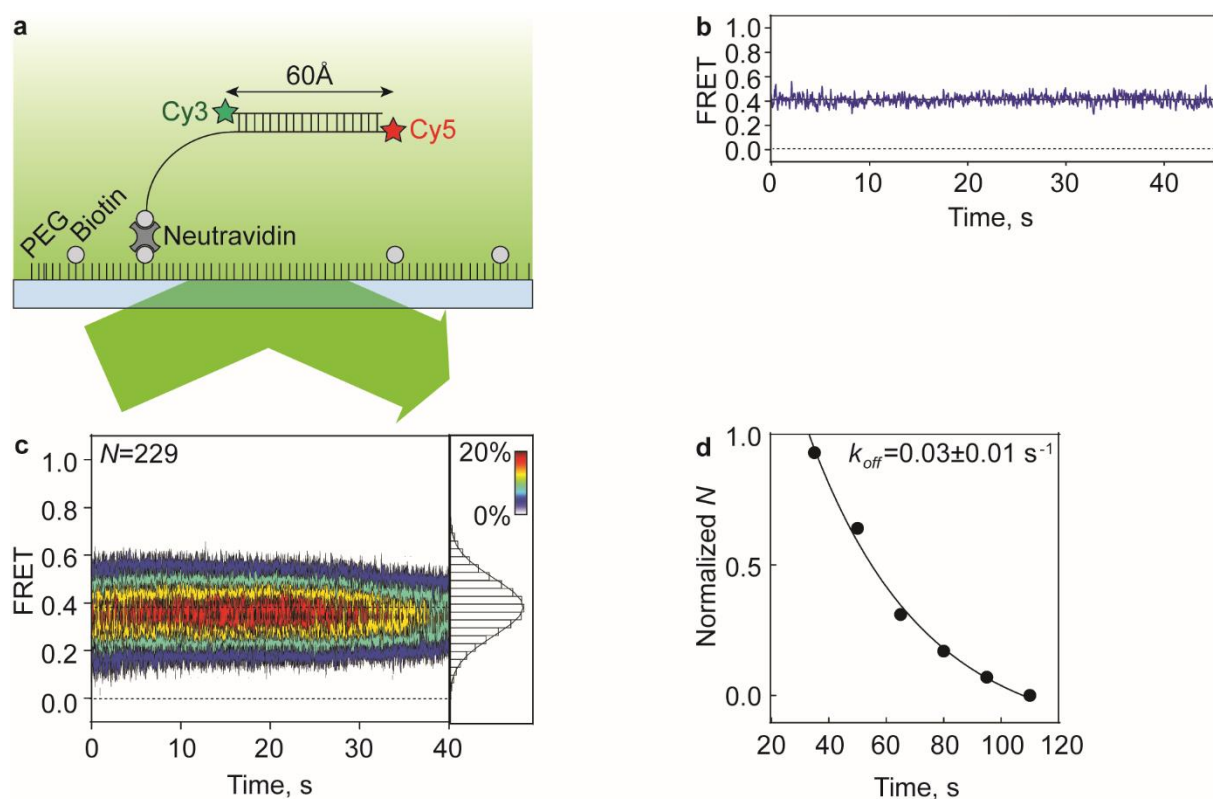 a
60Å
Cy3
Cy5
PEG
Biotin
Neutravidin
b
1.0
0.8
0.6
0.4
0.2
0.0
FRET
0 10 20 30 40
Time, s
c
N=229
20%
0%
1.0
0.8
0.6
0.4
0.2
0.0
FRET
0 10 20 30 40
Time, s
d
k_off=0.03±0.01 s⁻¹
1.0
0.5
0.0
Normalized N
20 40 60 80 100 120
Time, s